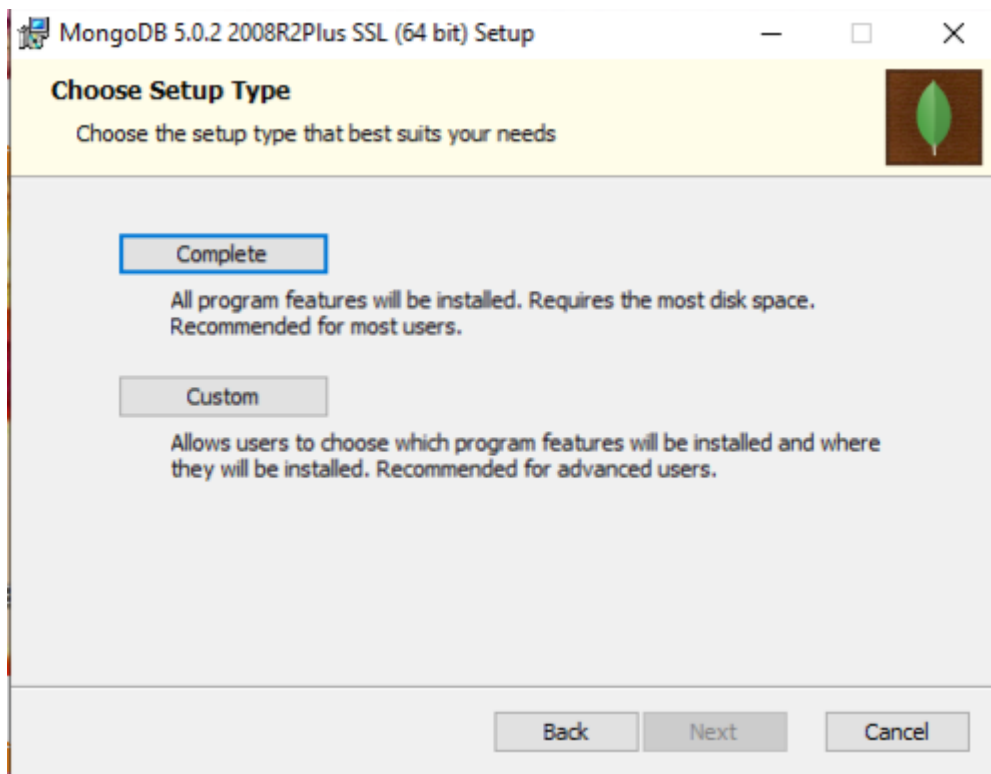 MongoDB 5.0.2 2008R2Plus SSL (64 bit) Setup
Choose Setup Type
Choose the setup type that best suits your needs
Complete
All program features will be installed. Requires the most disk space.
Recommended for most users.
Custom
Allows users to choose which program features will be installed and where
they will be installed. Recommended for advanced users.
Back Next Cancel